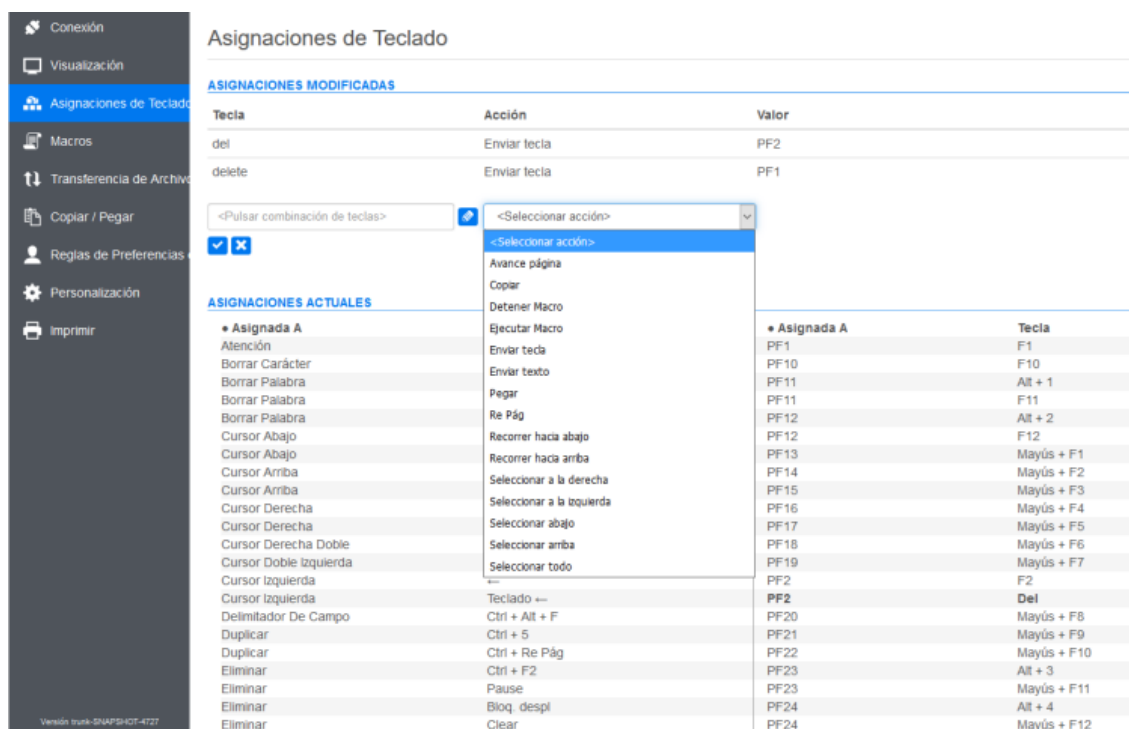 Conexión
Visualización
Asignaciones de Teclado
Macros
Transferencia de Archivo
Copiar / Pegar
Reglas de Preferencias
Personalización
Imprimir
Versión trunk-SNAPSHOT-4727
Asignaciones de Teclado
ASIGNACIONES MODIFICADAS
Tecla Acción Valor
del Enviar tecla PF2
delete Enviar tecla PF1
<Pulsar combinación de teclas> <Seleccionar acción>
<Seleccionar acción>
Avance página
Copiar
Detener Macro
Ejecutar Macro
Enviar tecla
Enviar texto
Pegar
Re Pág
Recorrer hacia abajo
Recorrer hacia arriba
Seleccionar a la derecha
Seleccionar a la izquierda
Seleccionar abajo
Seleccionar arriba
Seleccionar todo
ASIGNACIONES ACTUALES
• Asignada A • Asignada A Tecla
Atención PF1 F1
Borrar Carácter PF10 F10
Borrar Palabra PF11 Alt + 1
Borrar Palabra PF11 F11
Borrar Palabra PF12 Alt + 2
Cursor Abajo PF12 F12
Cursor Abajo PF13 Mayús + F1
Cursor Arriba PF14 Mayús + F2
Cursor Arriba PF15 Mayús + F3
Cursor Derecha PF16 Mayús + F4
Cursor Derecha PF17 Mayús + F5
Cursor Derecha Doble PF18 Mayús + F6
Cursor Doble Izquierda PF19 Mayús + F7
Cursor Izquierda ← PF2 F2
Cursor Izquierda Teclado ← PF2 Del
Delimitador De Campo Ctrl + Alt + F PF20 Mayús + F8
Duplicar Ctrl + 5 PF21 Mayús + F9
Duplicar Ctrl + Re Pág PF22 Mayús + F10
Eliminar Ctrl + F2 PF23 Alt + 3
Eliminar Pause PF23 Mayús + F11
Eliminar Bloq. despl PF24 Alt + 4
Eliminar Clear PF24 Mayús + F12